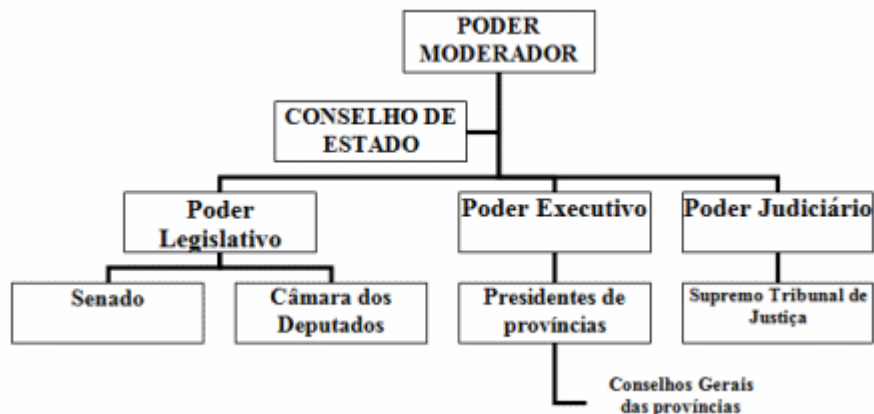 PODER
MODERADOR
CONSELHO DE
ESTADO
Poder
Legislativo
Poder Executivo
Poder Judiciário
Senado
Câmara dos
Deputados
Presidentes de
províncias
Supremo Tribunal de
Justiça
Conselhos Gerais
das províncias